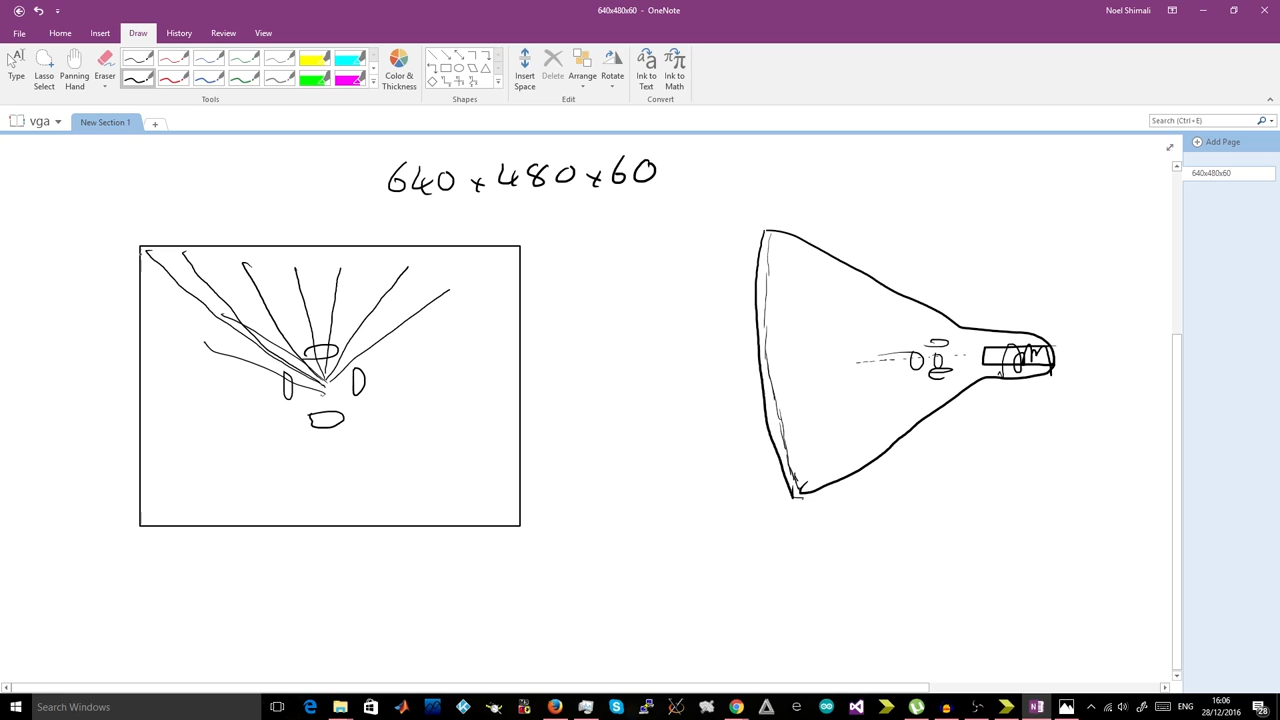 640x480x60 - OneNote
Noel Shimali
File Home Insert Draw History Review View
Type
Lasso Select
Panning Hand
Eraser
Color & Thickness
Insert Space
Delete
Arrange
Rotate
Ink to Text
Ink to Math
Tools
Shapes
Edit
Convert
vga
New Section 1
Search (Ctrl+E)
Add Page
640x480x60
640 x 480 x 60
Search Windows
ENG
16:06
28/12/2016